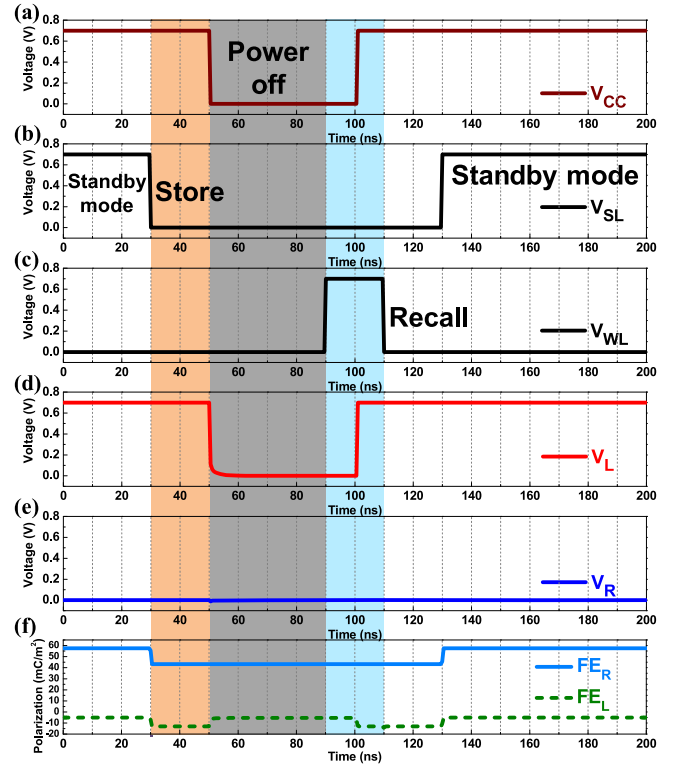 (a)
0.8
0.6
0.4
0.2
0.0
Voltage (V)
Power
off
V_CC
0 20 40 60 80 100 120 140 160 180 200
Time (ns)
(b)
0.8
0.6
0.4
0.2
0.0
Voltage (V)
Standby
mode
Store
Standby mode
V_SL
0 20 40 60 80 100 120 140 160 180 200
Time (ns)
(c)
0.8
0.6
0.4
0.2
0.0
Voltage (V)
Recall
V_WL
0 20 40 60 80 100 120 140 160 180 200
Time (ns)
(d)
0.8
0.6
0.4
0.2
0.0
Voltage (V)
V_L
0 20 40 60 80 100 120 140 160 180 200
Time (ns)
(e)
0.8
0.6
0.4
0.2
0.0
Voltage (V)
V_R
0 20 40 60 80 100 120 140 160 180 200
Time (ns)
(f)
60
50
40
30
20
10
0
-10
-20
Polarization (mC/m²)
FE_R
FE_L
0 20 40 60 80 100 120 140 160 180 200
Time (ns)